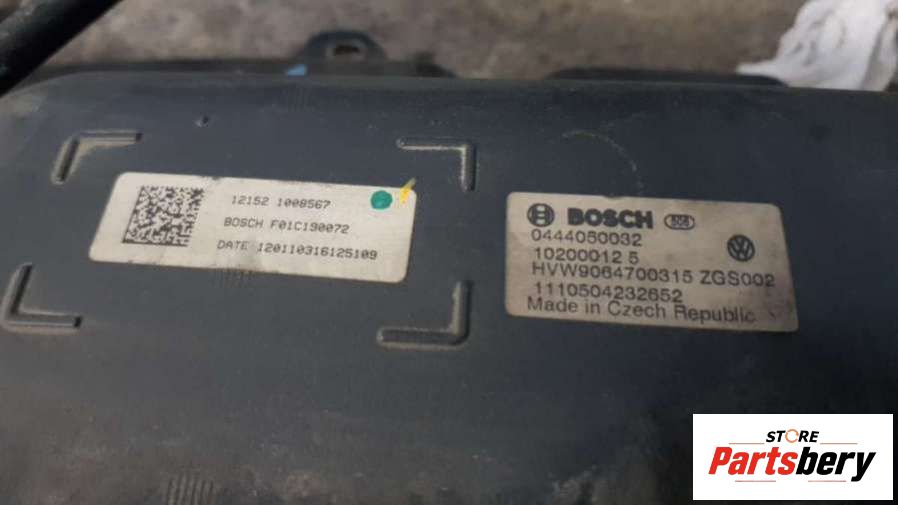 12152 1008567
BOSCH F01C190072
DATE 120110316125109
BOSCH
0444050032
10200012 5
HVW9064700315 ZGS002
1110504232652
Made in Czech Republic
STORE
Partsbery